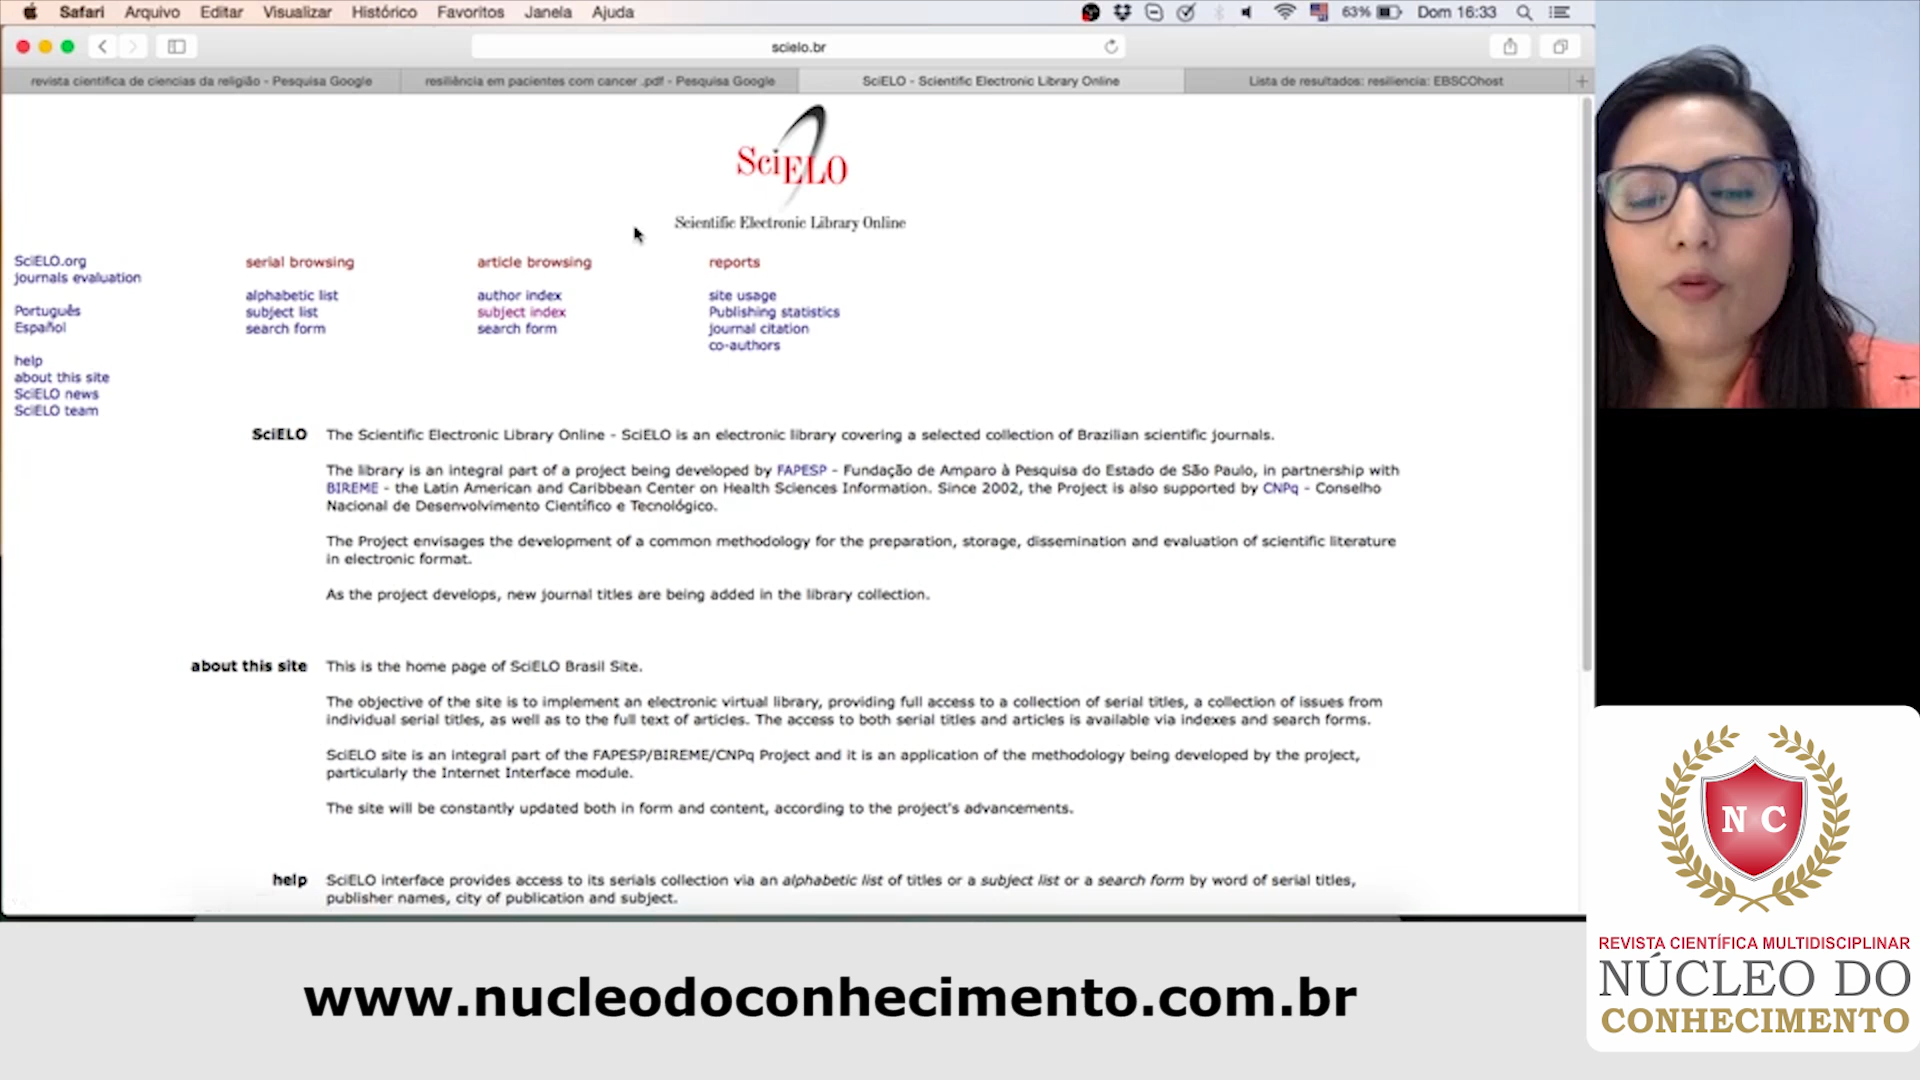 Safari Arquivo Editar Visualizar Histórico Favoritos Janela Ajuda 63% Dom 16:33
scielo.br
revista cientifica de ciencias da religião - Pesquisa Google
resiliência em pacientes com cancer .pdf - Pesquisa Google
SciELO - Scientific Electronic Library Online
Lista de resultados: resiliencia: EBSCOhost
SciELO
Scientific Electronic Library Online
SciELO.org
journals evaluation
Português
Español
help
about this site
SciELO news
SciELO team
serial browsing
alphabetic list
subject list
search form
article browsing
author index
subject index
search form
reports
site usage
Publishing statistics
journal citation
co-authors
SciELO The Scientific Electronic Library Online - SciELO is an electronic library covering a selected collection of Brazilian scientific journals.
The library is an integral part of a project being developed by FAPESP - Fundação de Amparo à Pesquisa do Estado de São Paulo, in partnership with
BIREME - the Latin American and Caribbean Center on Health Sciences Information. Since 2002, the Project is also supported by CNPq - Conselho
Nacional de Desenvolvimento Científico e Tecnológico.
The Project envisages the development of a common methodology for the preparation, storage, dissemination and evaluation of scientific literature
in electronic format.
As the project develops, new journal titles are being added in the library collection.
about this site This is the home page of SciELO Brasil Site.
The objective of the site is to implement an electronic virtual library, providing full access to a collection of serial titles, a collection of issues from
individual serial titles, as well as to the full text of articles. The access to both serial titles and articles is available via indexes and search forms.
SciELO site is an integral part of the FAPESP/BIREME/CNPq Project and it is an application of the methodology being developed by the project,
particularly the Internet Interface module.
The site will be constantly updated both in form and content, according to the project's advancements.
help SciELO interface provides access to its serials collection via an alphabetic list of titles or a subject list or a search form by word of serial titles,
publisher names, city of publication and subject.
www.nucleodoconhecimento.com.br
N C
REVISTA CIENTÍFICA MULTIDISCIPLINAR
NÚCLEO DO
CONHECIMENTO